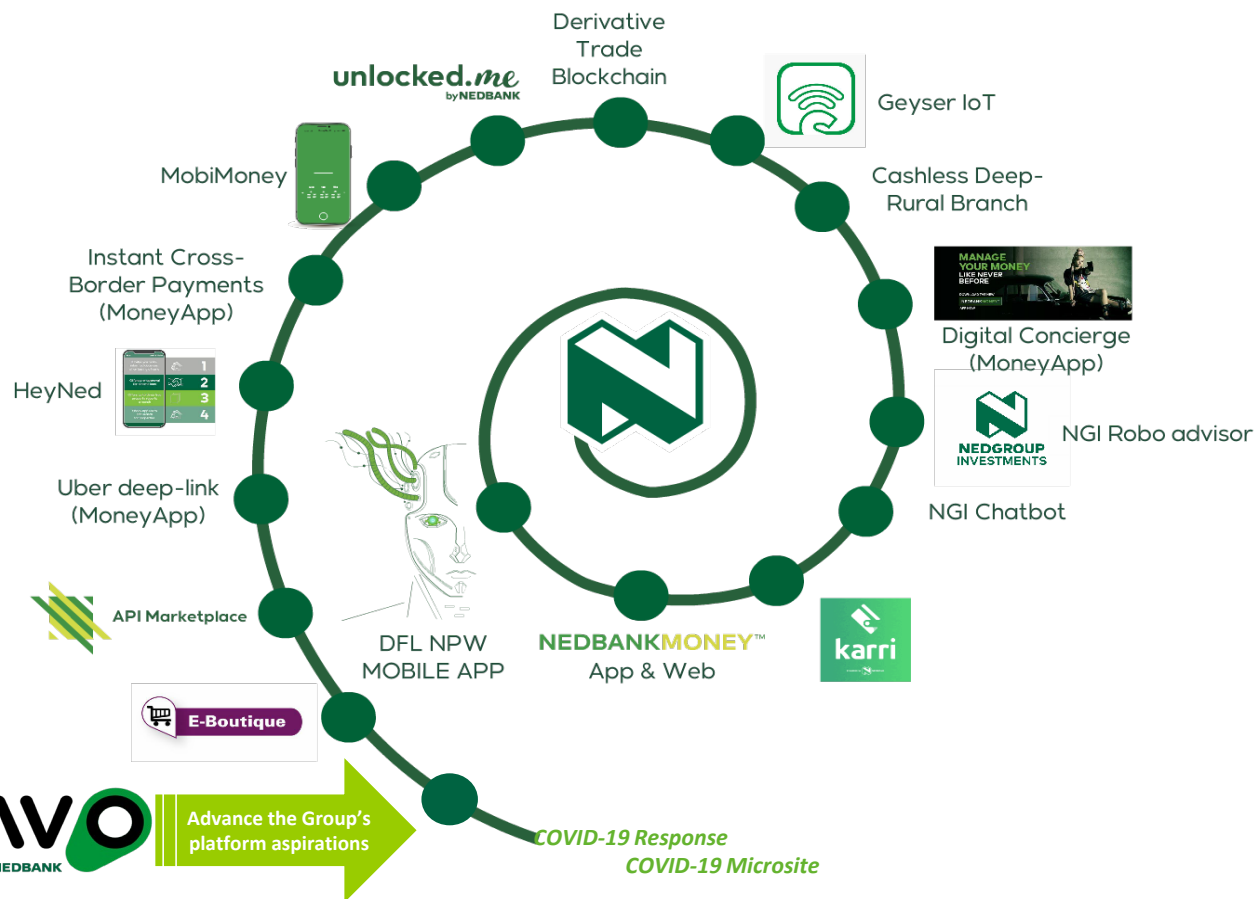 Derivative
Trade
Blockchain
unlocked.me
by NEDBANK
Geyser IoT
MobiMoney
Cashless Deep-
Rural Branch
Instant Cross-
Border Payments
(MoneyApp)
MANAGE
YOUR MONEY
LIKE NEVER
BEFORE
Digital Concierge
(MoneyApp)
HeyNed
1
2
3
4
NEDGROUP
INVESTMENTS
NGI Robo advisor
Uber deep-link
(MoneyApp)
NGI Chatbot
API Marketplace
DFL NPW
MOBILE APP
NEDBANKMONEY™
App & Web
karri
E-Boutique
AVO
NEDBANK
Advance the Group's
platform aspirations
COVID-19 Response
COVID-19 Microsite